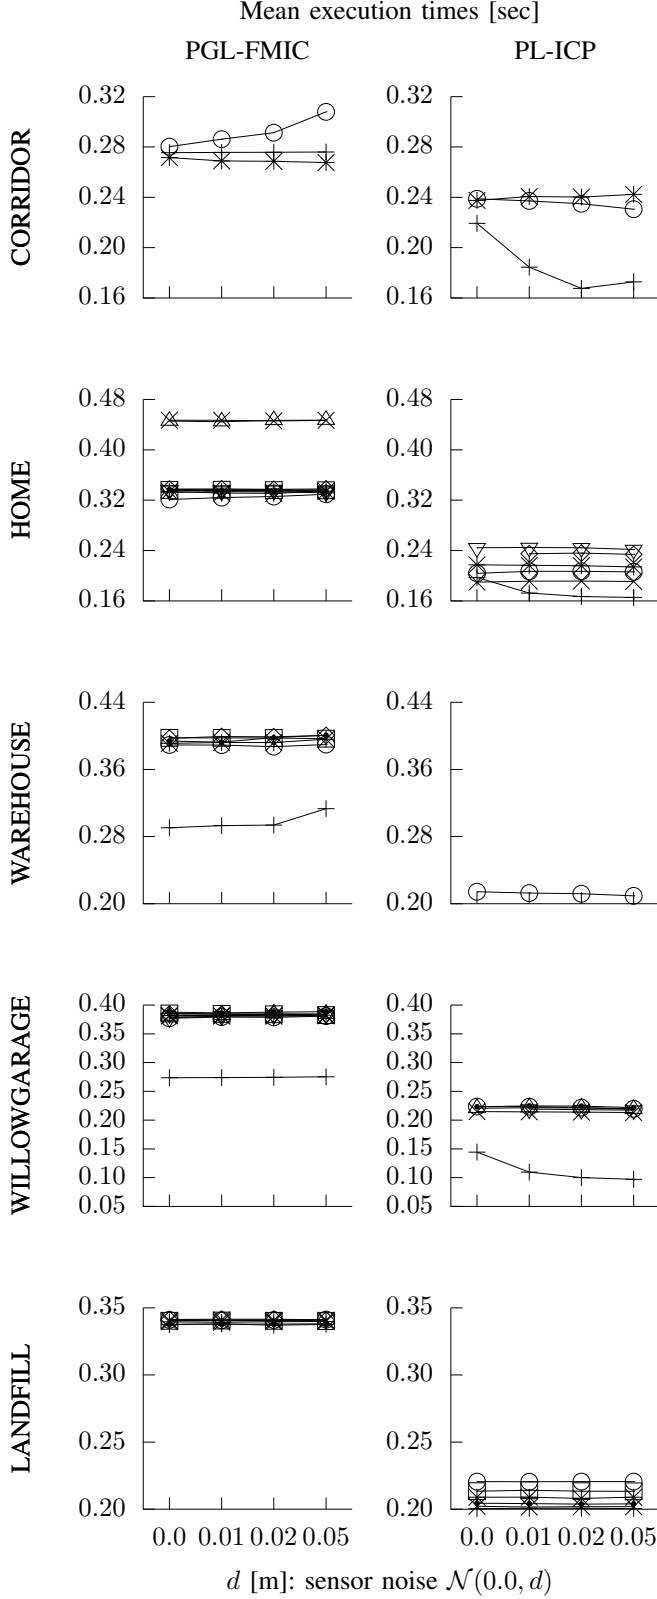 Mean execution times [sec]
PGL-FMIC PL-ICP
CORRIDOR
0.32 0.32
0.28 0.28
0.24 0.24
0.20 0.20
0.16 0.16
HOME
0.48 0.48
0.40 0.40
0.32 0.32
0.24 0.24
0.16 0.16
WAREHOUSE
0.44 0.44
0.36 0.36
0.28 0.28
0.20 0.20
WILLOWGARAGE
0.40 0.40
0.35 0.35
0.30 0.30
0.25 0.25
0.20 0.20
0.15 0.15
0.10 0.10
0.05 0.05
LANDFILL
0.35 0.35
0.30 0.30
0.25 0.25
0.20 0.20
0.0 0.01 0.02 0.05 0.0 0.01 0.02 0.05
d [m]: sensor noise 𝒩(0.0, d)